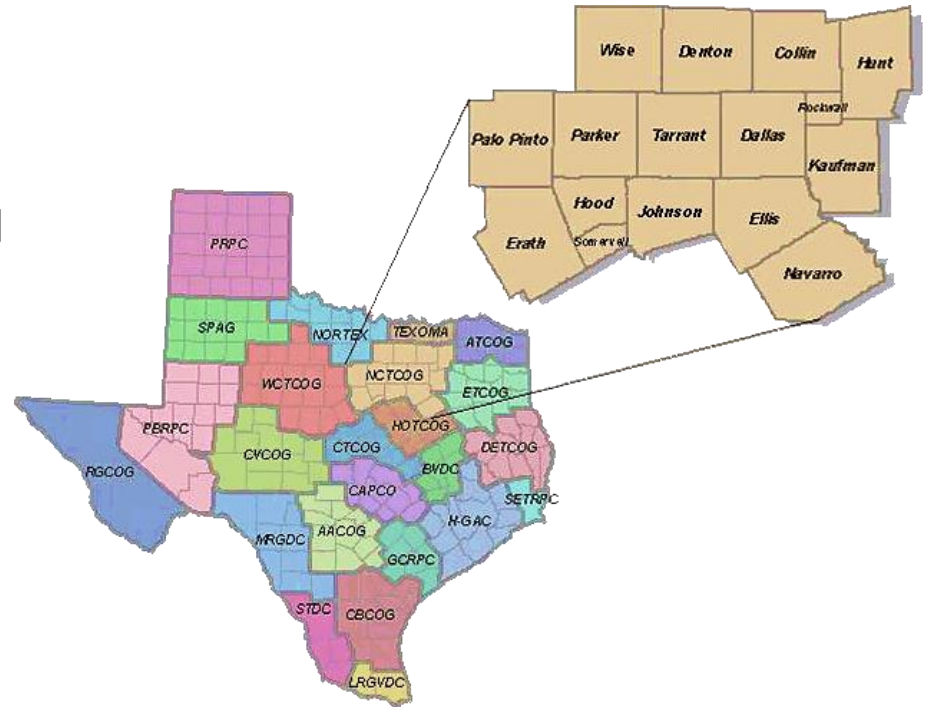 Wise Denton Collin Hunt
Rockwall
Palo Pinto Parker Tarrant Dallas
Kaufman
Hood Johnson Ellis
Erath Somervell
Navarro
PRPC
SPAG NORTEX TEXOMA ATCOG
WCTCOG NCTCOG ETCOG
PBRPC CVCOG CTCOG HOTCOG DETCOG
RGCOG CAPCO BVDC SETRPC
MRGDC AACOG H-GAC
GCRPC
STDC CBCOG
LRGVDC